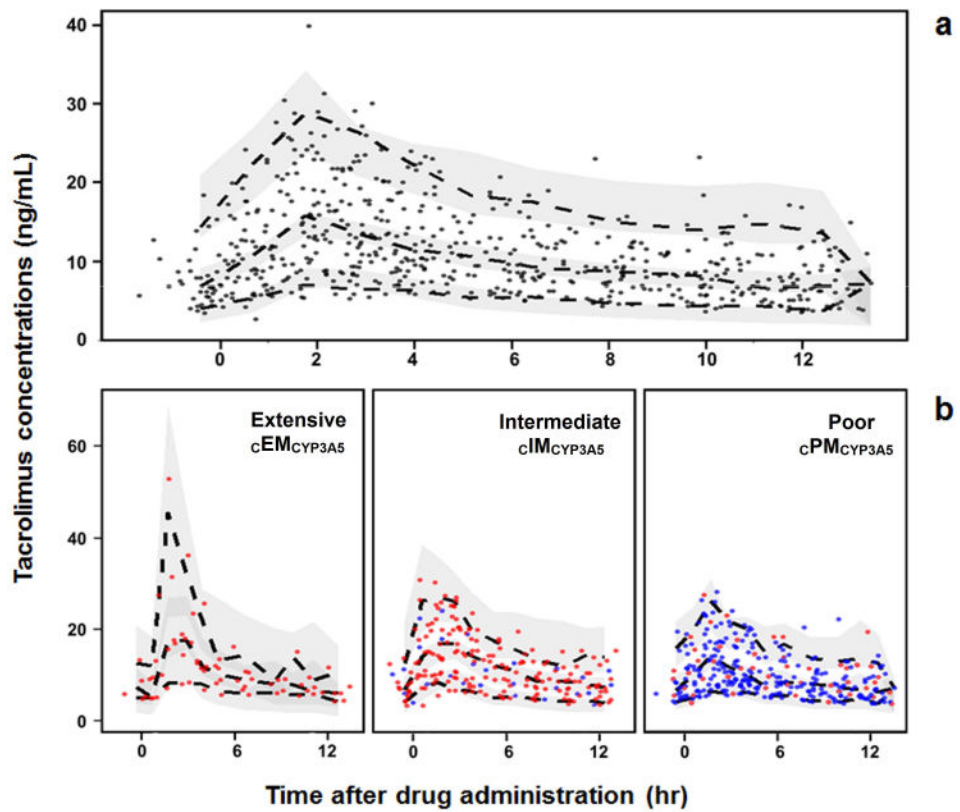 a
40
30
20
10
0
0 2 4 6 8 10 12
Tacrolimus concentrations (ng/mL)
b
Extensive
cEMCYP3A5
Intermediate
cIMCYP3A5
Poor
cPMCYP3A5
60
40
20
0
0 6 12
0 6 12
0 6 12
Time after drug administration (hr)